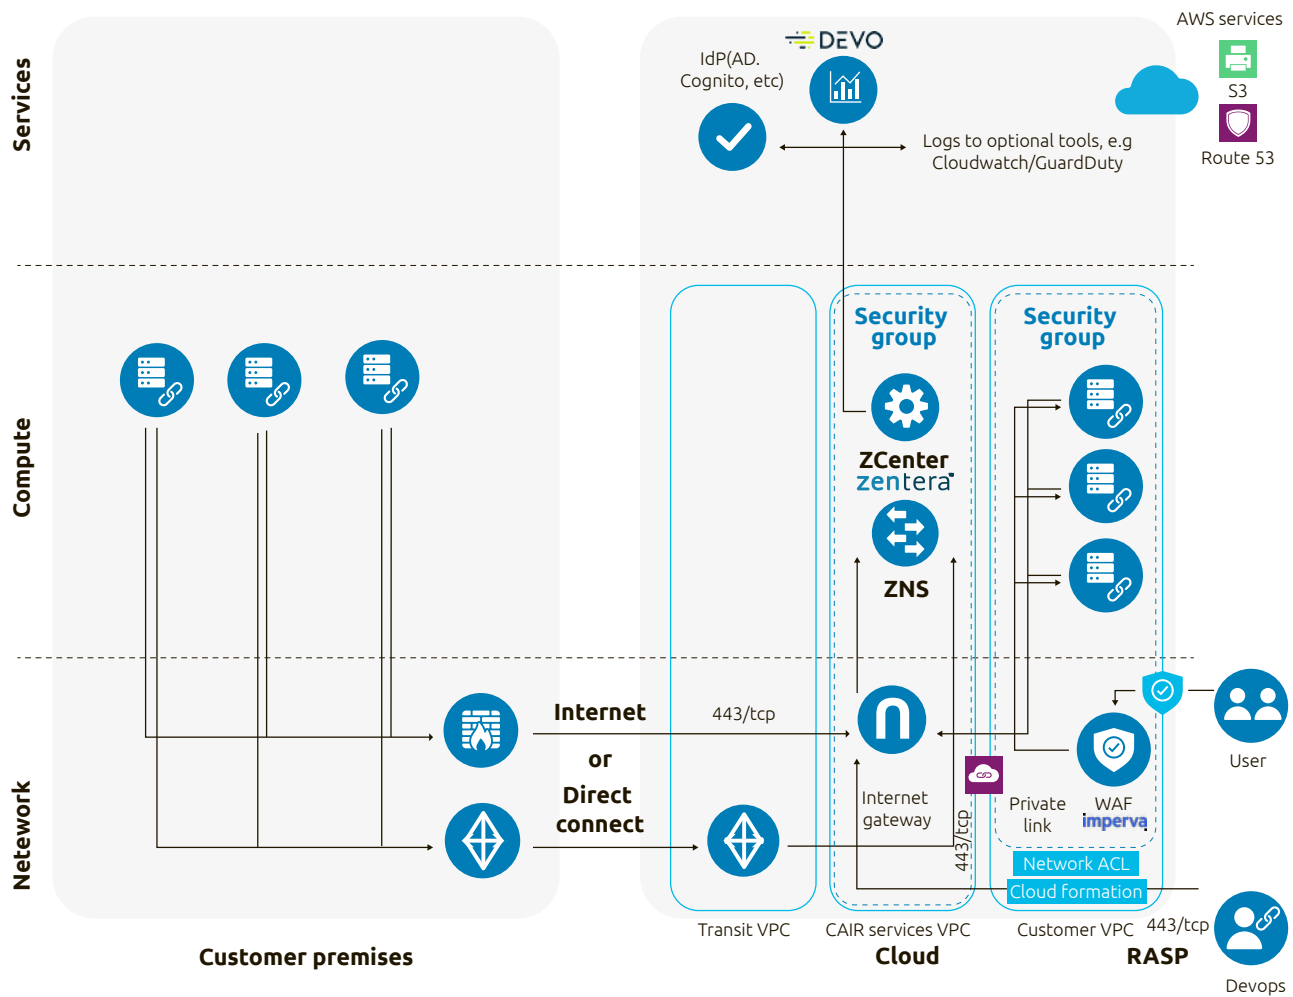 AWS services
DEVO
IdP(AD.
Cognito, etc)
S3
Route 53
Logs to optional tools, e.g
Cloudwatch/GuardDuty
Services
Security
group
Security
group
ZCenter
zentera
ZNS
Compute
Internet
or
Direct
connect
443/tcp
Internet
gateway
443/tcp
Private
link
WAF
imperva
User
Network ACL
Cloud formation
Netework
Transit VPC
CAIR services VPC
Customer VPC
443/tcp
Customer premises
Cloud
RASP
Devops